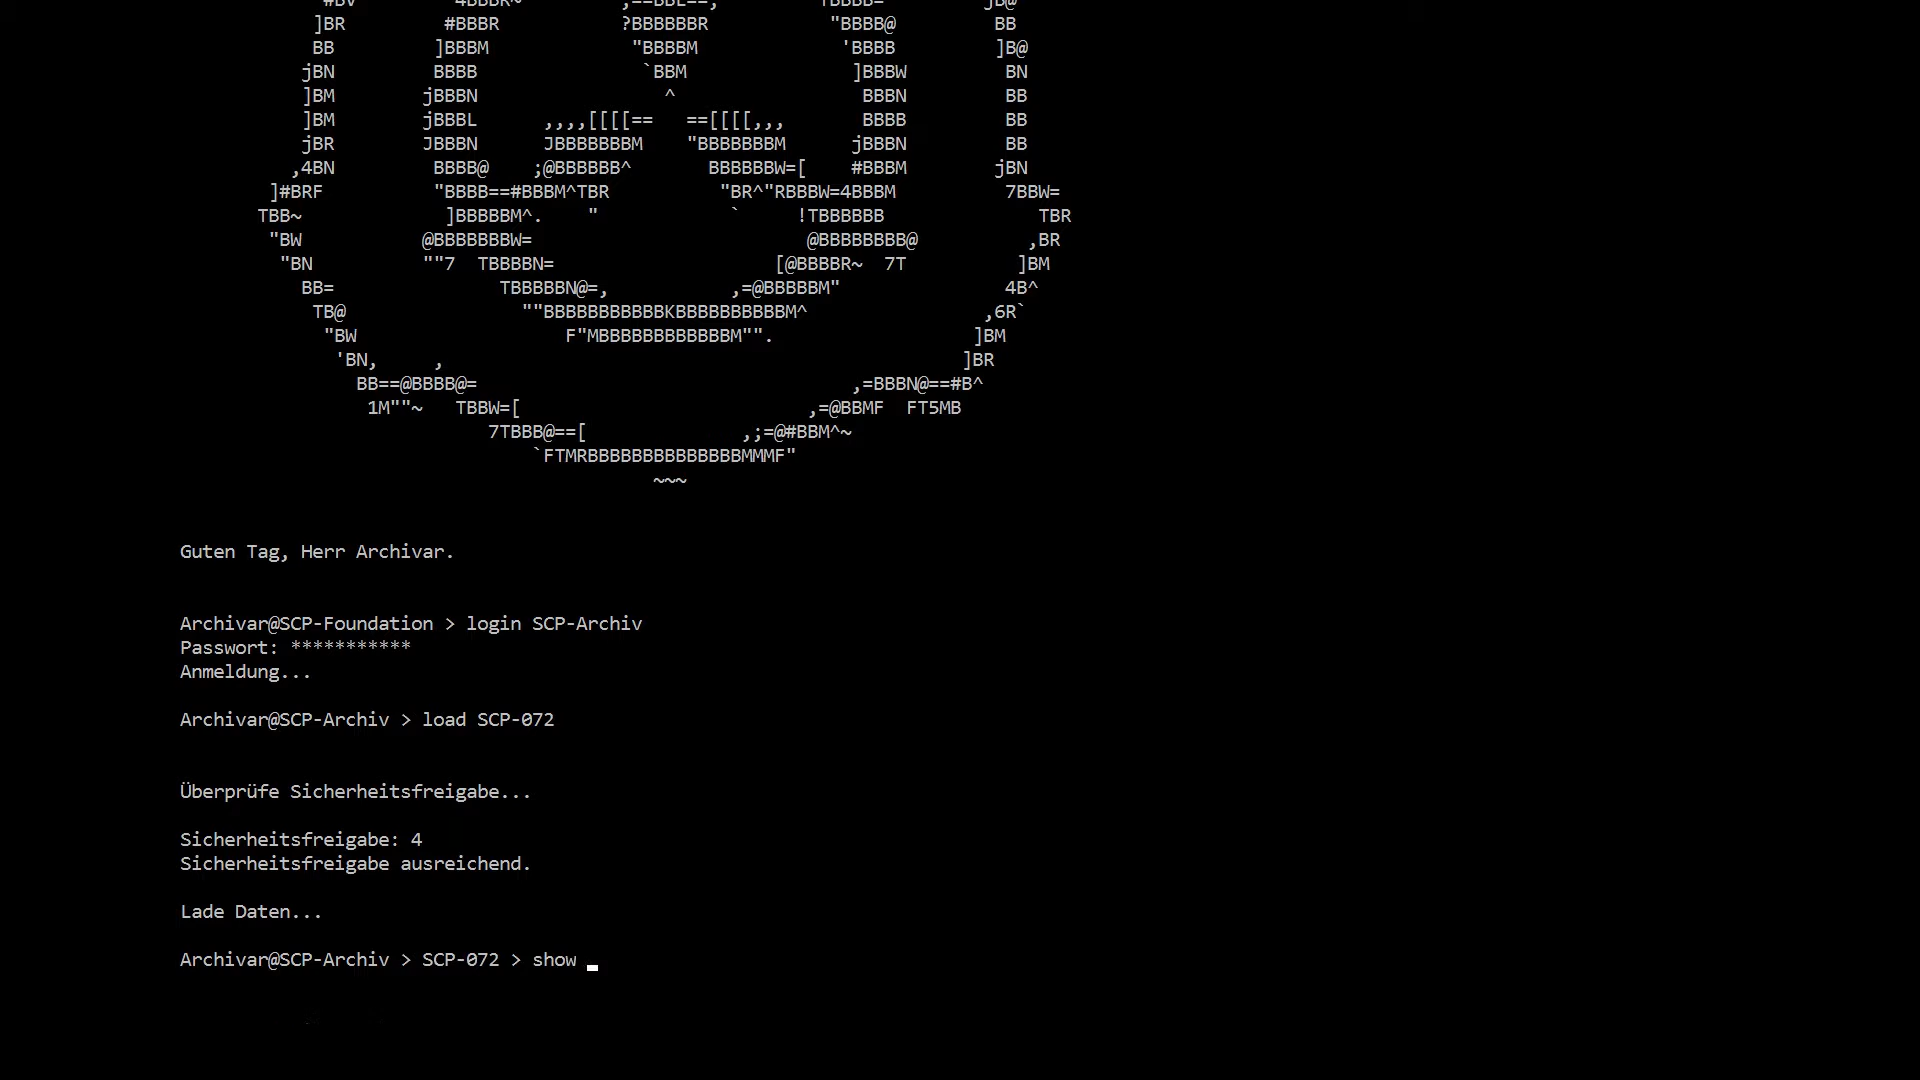 Guten Tag, Herr Archivar.
Archivar@SCP-Foundation > login SCP-Archiv
Passwort: ***********
Anmeldung...
Archivar@SCP-Archiv > load SCP-072
Überprüfe Sicherheitsfreigabe...
Sicherheitsfreigabe: 4
Sicherheitsfreigabe ausreichend.
Lade Daten...
Archivar@SCP-Archiv > SCP-072 > show